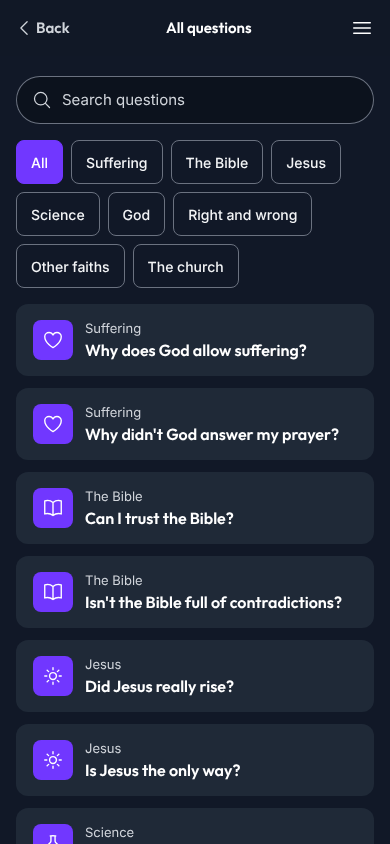 Back
All questions
Search questions
All
Suffering
The Bible
Jesus
Science
God
Right and wrong
Other faiths
The church
Suffering
Why does God allow suffering?
Suffering
Why didn't God answer my prayer?
The Bible
Can I trust the Bible?
The Bible
Isn't the Bible full of contradictions?
Jesus
Did Jesus really rise?
Jesus
Is Jesus the only way?
Science